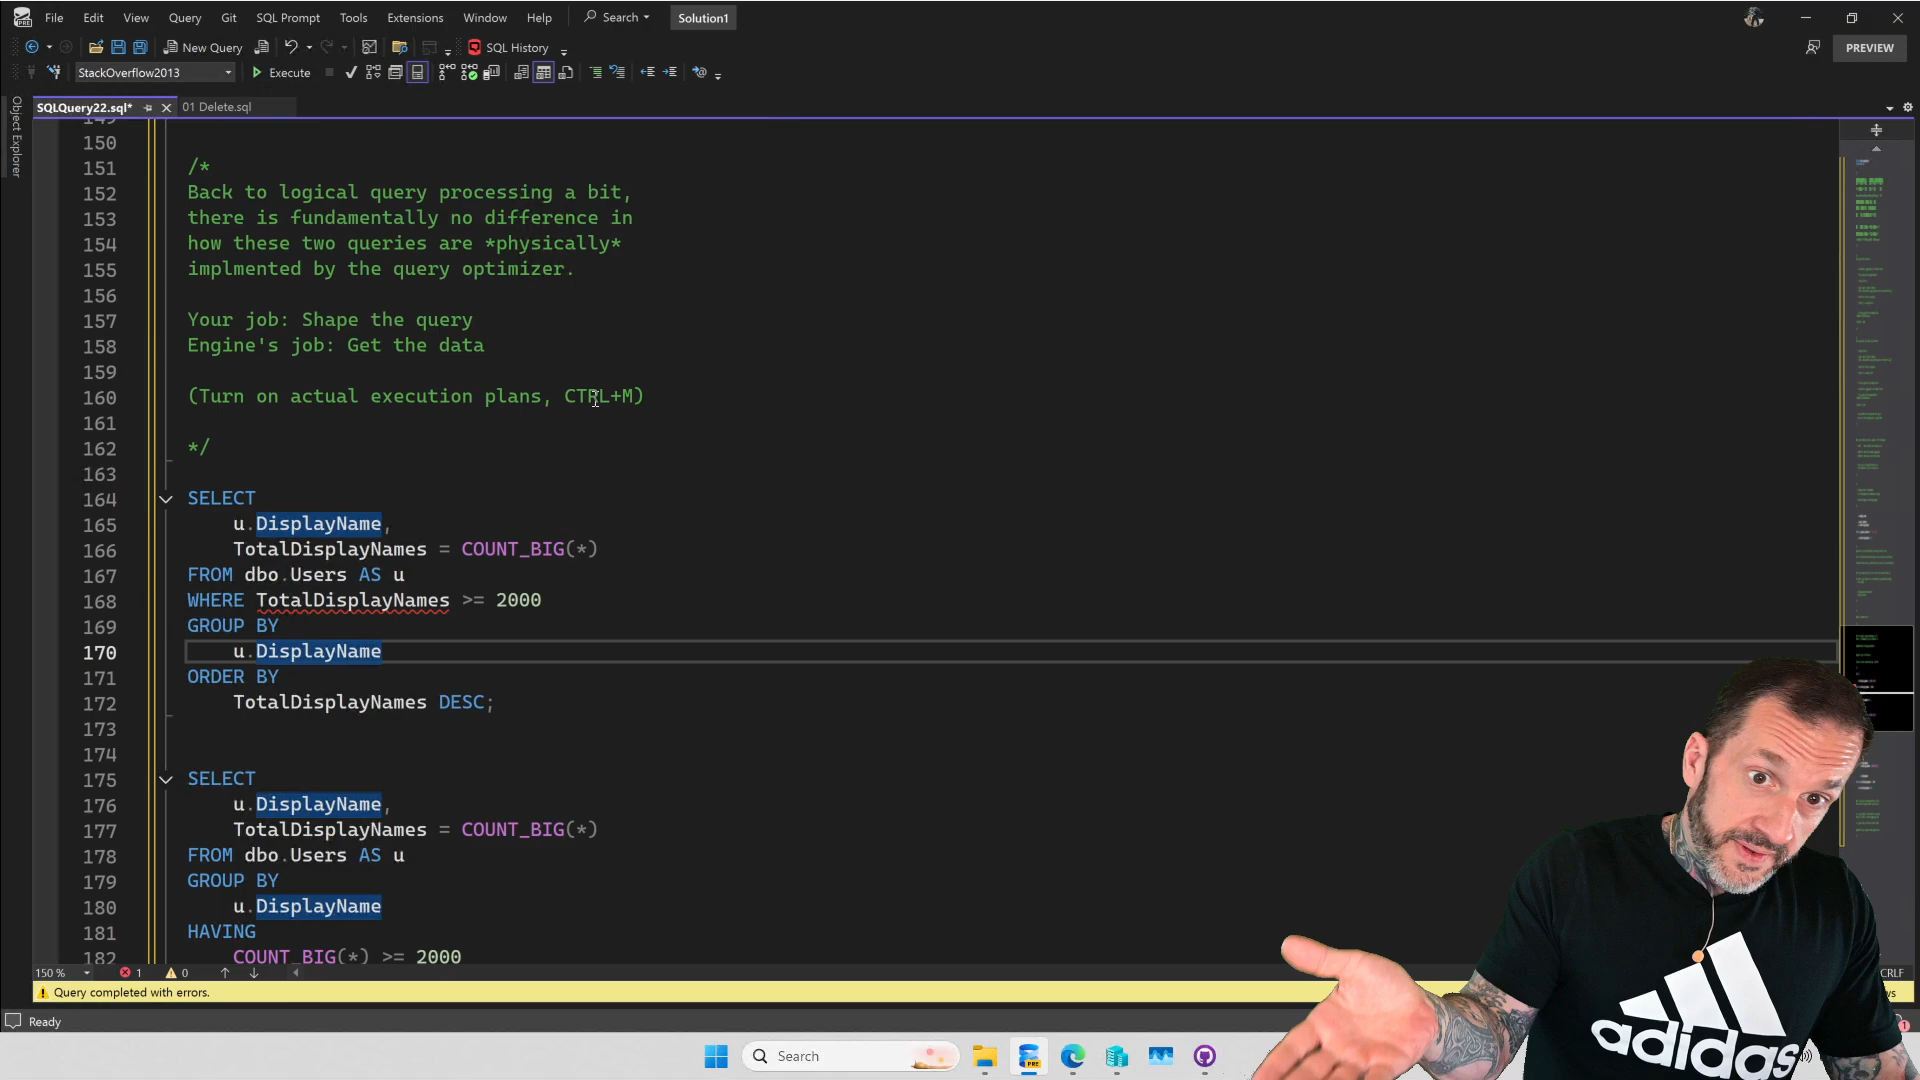 File Edit View Query Git SQL Prompt Tools Extensions Window Help Search Solution1
New Query SQL History PREVIEW
StackOverflow2013 Execute
SQLQuery22.sql* 01 Delete.sql
Object Explorer
149
150
151 /*
152 Back to logical query processing a bit,
153 there is fundamentally no difference in
154 how these two queries are *physically*
155 implmented by the query optimizer.
156
157 Your job: Shape the query
158 Engine's job: Get the data
159
160 (Turn on actual execution plans, CTRL+M)
161
162 */
163
164 SELECT
165 u.DisplayName,
166 TotalDisplayNames = COUNT_BIG(*)
167 FROM dbo.Users AS u
168 WHERE TotalDisplayNames >= 2000
169 GROUP BY
170 u.DisplayName
171 ORDER BY
172 TotalDisplayNames DESC;
173
174
175 SELECT
176 u.DisplayName,
177 TotalDisplayNames = COUNT_BIG(*)
178 FROM dbo.Users AS u
179 GROUP BY
180 u.DisplayName
181 HAVING
182 COUNT_BIG(*) >= 2000
150 % 1 0 CRLF
Query completed with errors.
Ready
Search
PRE
adidas